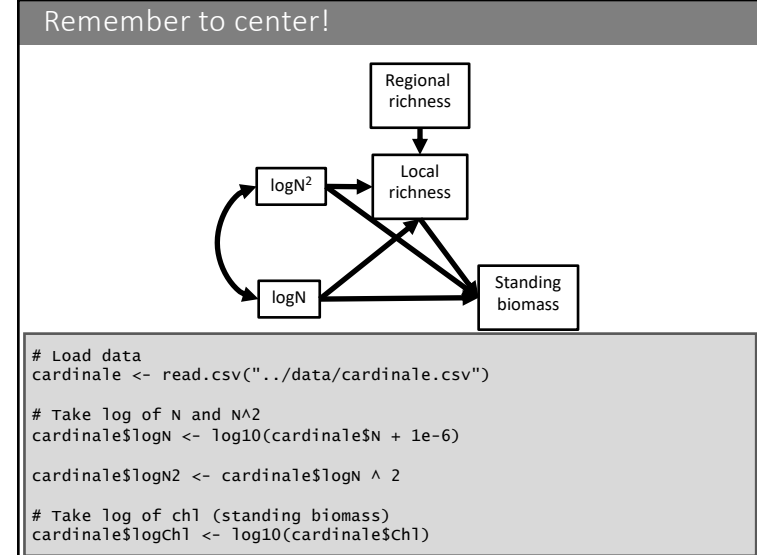 Remember to center!
Regional
richness
Local
richness
logN²
logN
Standing
biomass
# Load data
cardinale <- read.csv("../data/cardinale.csv")
# Take log of N and N^2
cardinale$logN <- log10(cardinale$N + 1e-6)
cardinale$logN2 <- cardinale$logN ^ 2
# Take log of chl (standing biomass)
cardinale$logChl <- log10(cardinale$Chl)